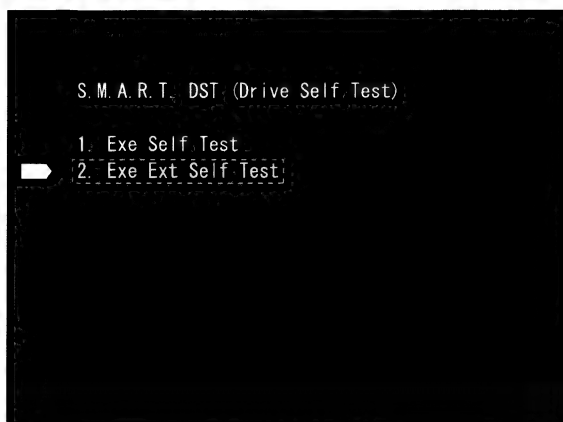 S.M.A.R.T. DST (Drive Self Test)
1. Exe Self Test
2. Exe Ext Self Test